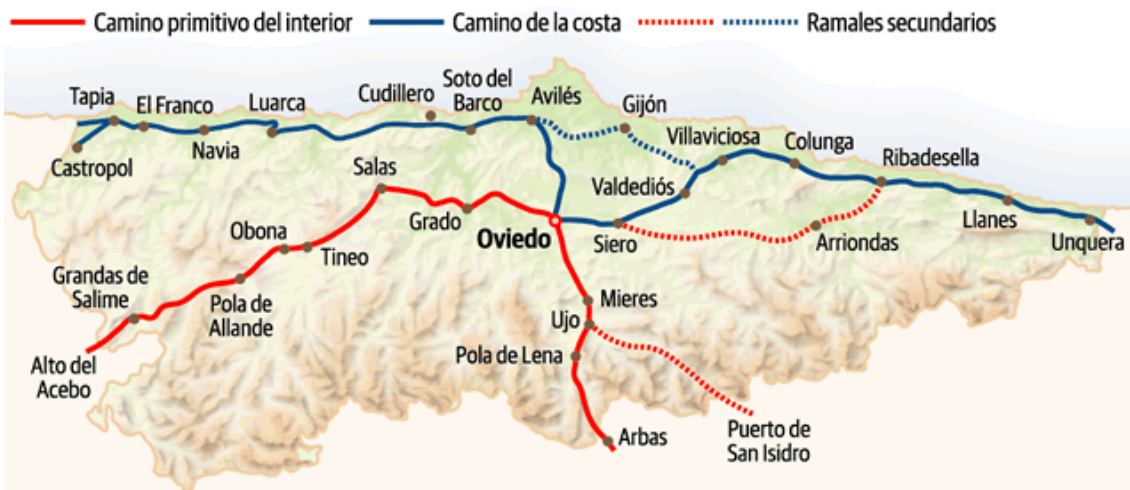 Camino primitivo del interior
Camino de la costa
Ramales secundarios
Tapia
El Franco
Luarca
Cudillero
Soto del
Barco
Avilés
Gijón
Villaviciosa
Colunga
Ribadesella
Castropol
Navia
Salas
Valdediós
Llanes
Grado
Oviedo
Siero
Arriondas
Unquera
Obona
Tineo
Grandas de
Salime
Pola de
Allande
Mieres
Ujo
Alto del
Acebo
Pola de Lena
Arbas
Puerto de
San Isidro